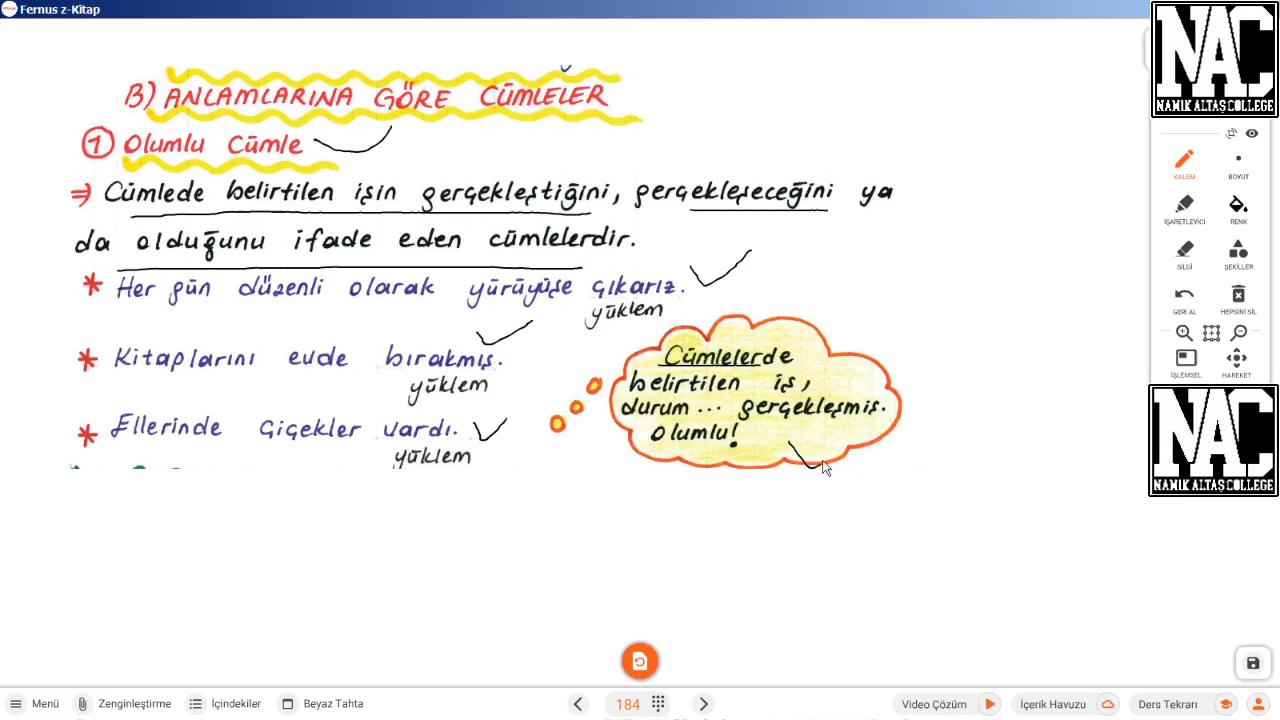 Fernus z-Kitap
B) ANLAMLARINA GÖRE CÜMLELER
1 Olumlu Cümle
⇒ Cümlede belirtilen işin gerçekleştiğini, gerçekleşeceğini ya
da olduğunu ifade eden cümlelerdir.
* Her gün düzenli olarak yürüyüşe çıkarız.
yüklem
* Kitaplarını evde bırakmış.
yüklem
* Ellerinde çiçekler vardı.
yüklem
Cümlelerde
belirtilen iş,
durum... gerçekleşmiş.
Olumlu!
NAC
NAMIK ALTAŞ COLLEGE
KALEM
BOYUT
İŞARETLEYİCİ
RENK
SİLGİ
ŞEKİLLER
GERİ AL
HEPSİNİ SİL
İŞLEMSEL
HAREKET
NAC
NAMIK ALTAŞ COLLEGE
Menü
Zenginleştirme
İçindekiler
Beyaz Tahta
184
Video Çözüm
İçerik Havuzu
Ders Tekrarı